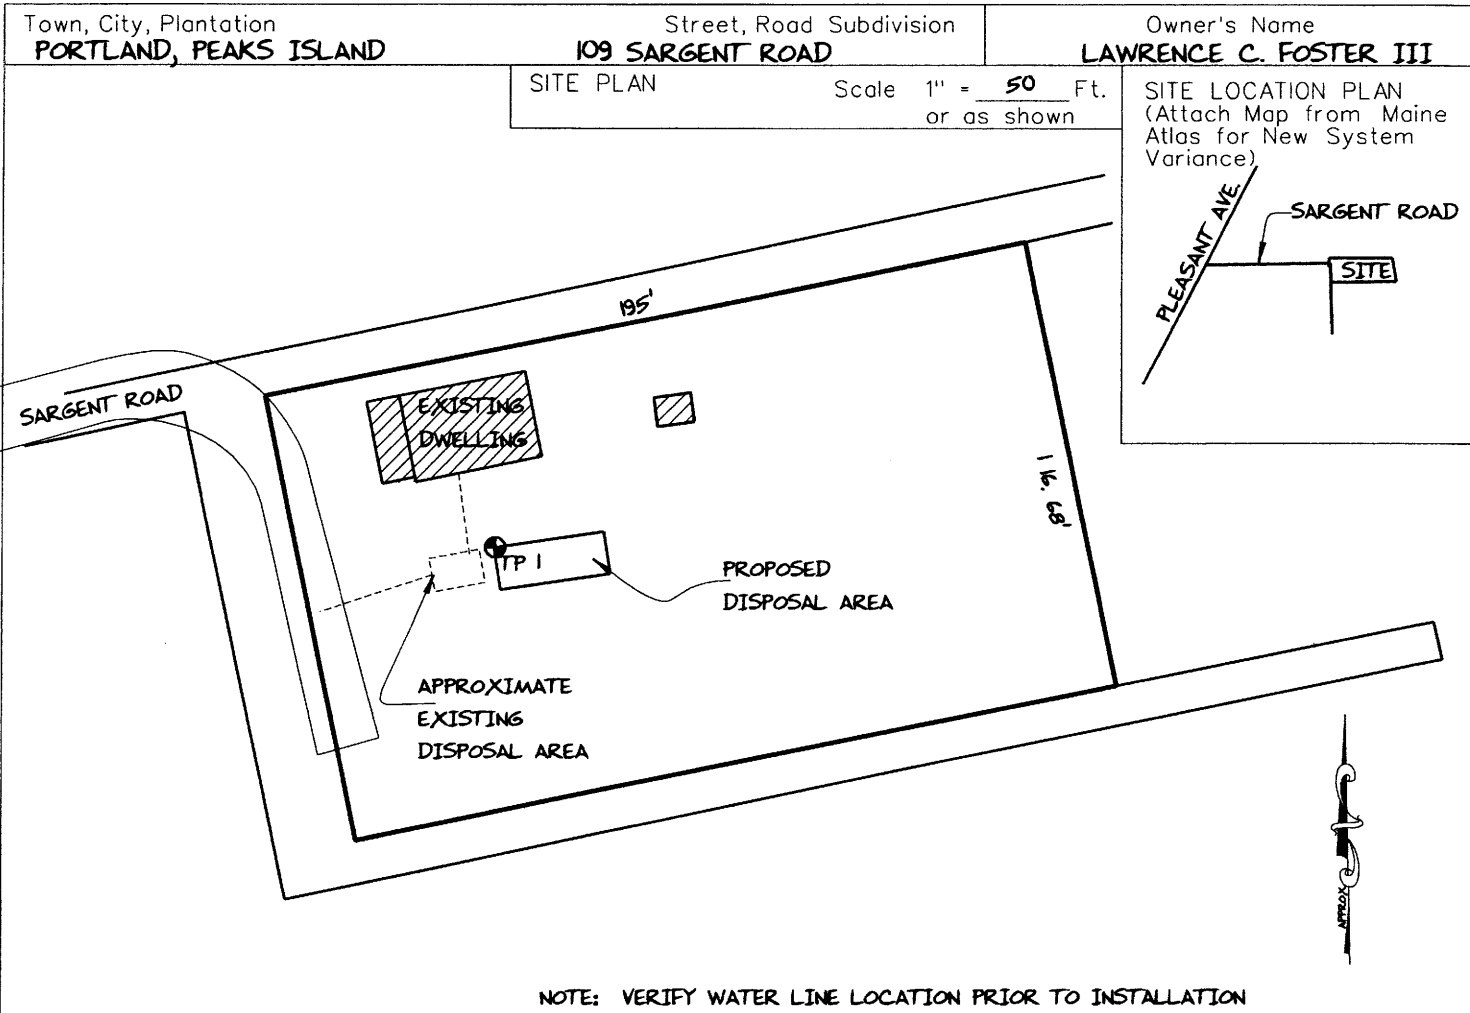 Town, City, Plantation
PORTLAND, PEAKS ISLAND
Street, Road Subdivision
109 SARGENT ROAD
Owner's Name
LAWRENCE C. FOSTER III
SITE PLAN
Scale 1" = 50 Ft.
or as shown
SITE LOCATION PLAN
(Attach Map from Maine
Atlas for New System
Variance)
PLEASANT AVE.
SARGENT ROAD
SITE
195'
SARGENT ROAD
EXISTING
DWELLING
116.68'
TP 1
PROPOSED
DISPOSAL AREA
APPROXIMATE
EXISTING
DISPOSAL AREA
APPROX
NOTE: VERIFY WATER LINE LOCATION PRIOR TO INSTALLATION